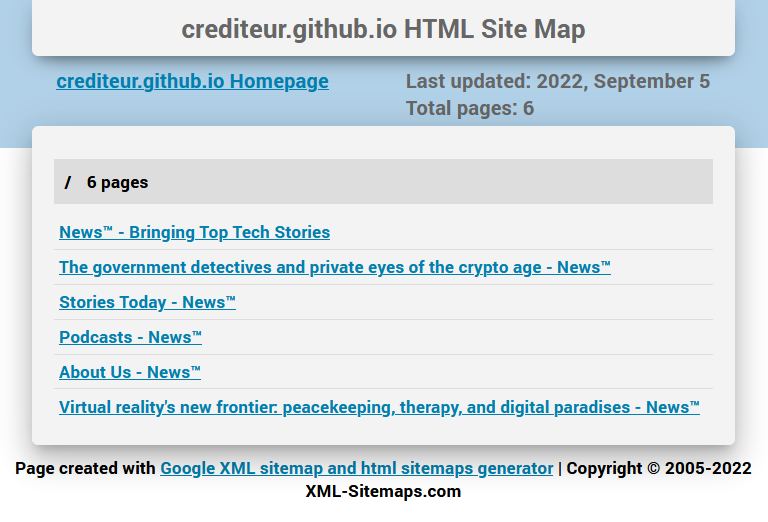 crediteur.github.io HTML Site Map
crediteur.github.io Homepage
Last updated: 2022, September 5
Total pages: 6
/ 6 pages
News™ - Bringing Top Tech Stories
The government detectives and private eyes of the crypto age - News™
Stories Today - News™
Podcasts - News™
About Us - News™
Virtual reality's new frontier: peacekeeping, therapy, and digital paradises - News™
Page created with Google XML sitemap and html sitemaps generator | Copyright © 2005-2022
XML-Sitemaps.com